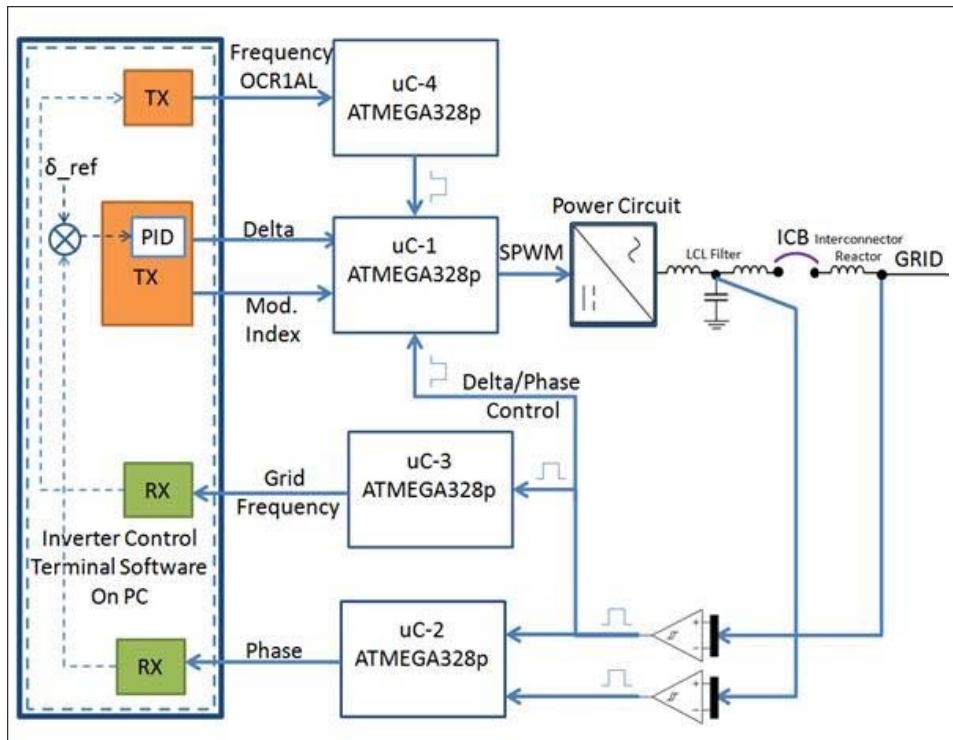 Frequency
OCR1AL
TX
uC-4
ATMEGA328p
δ_ref
PID
TX
Delta
Mod.
Index
uC-1
ATMEGA328p
SPWM
Power Circuit
LCL Filter
ICB
Interconnector
Reactor
GRID
Delta/Phase
Control
RX
Grid
Frequency
uC-3
ATMEGA328p
Inverter Control
Terminal Software
On PC
RX
Phase
uC-2
ATMEGA328p
+
−
+
−